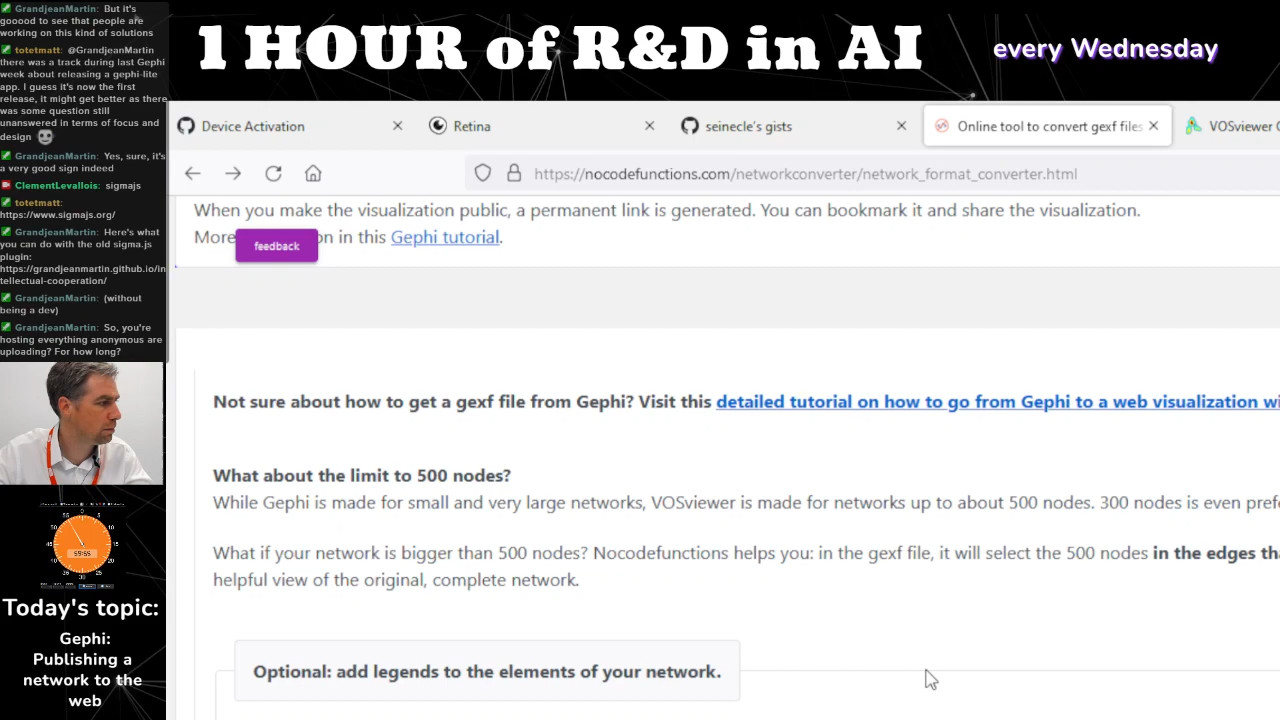 GrandjeanMartin: But it's
gooood to see that people are
working on this kind of solutions
totetmatt: @GrandjeanMartin
there was a track during last Gephi
week about releasing a gephi-lite
app. I guess it's now the first
release, it might get better as there
was some question still
unanswered in terms of focus and
design
GrandjeanMartin: Yes, sure, it's
a very good sign indeed
ClementLevallois: sigmajs
totetmatt:
https://www.sigmajs.org/
GrandjeanMartin: Here's what
you can do with the old sigma.js
plugin:
https://grandjeanmartin.github.io/in
tellectual-cooperation/
GrandjeanMartin: (without
being a dev)
GrandjeanMartin: So, you're
hosting everything anonymous are
uploading? For how long?
Today's topic:
Gephi:
Publishing a
network to the
web
1 HOUR of R&D in AI
every Wednesday
Device Activation
Retina
seinecle's gists
Online tool to convert gexf files
VOSviewer
https://nocodefunctions.com/networkconverter/network_format_converter.html
When you make the visualization public, a permanent link is generated. You can bookmark it and share the visualization.
More on in this Gephi tutorial.
feedback
Not sure about how to get a gexf file from Gephi? Visit this detailed tutorial on how to go from Gephi to a web visualization wi
What about the limit to 500 nodes?
While Gephi is made for small and very large networks, VOSviewer is made for networks up to about 500 nodes. 300 nodes is even prefe
What if your network is bigger than 500 nodes? Nocodefunctions helps you: in the gexf file, it will select the 500 nodes in the edges tha
helpful view of the original, complete network.
Optional: add legends to the elements of your network.